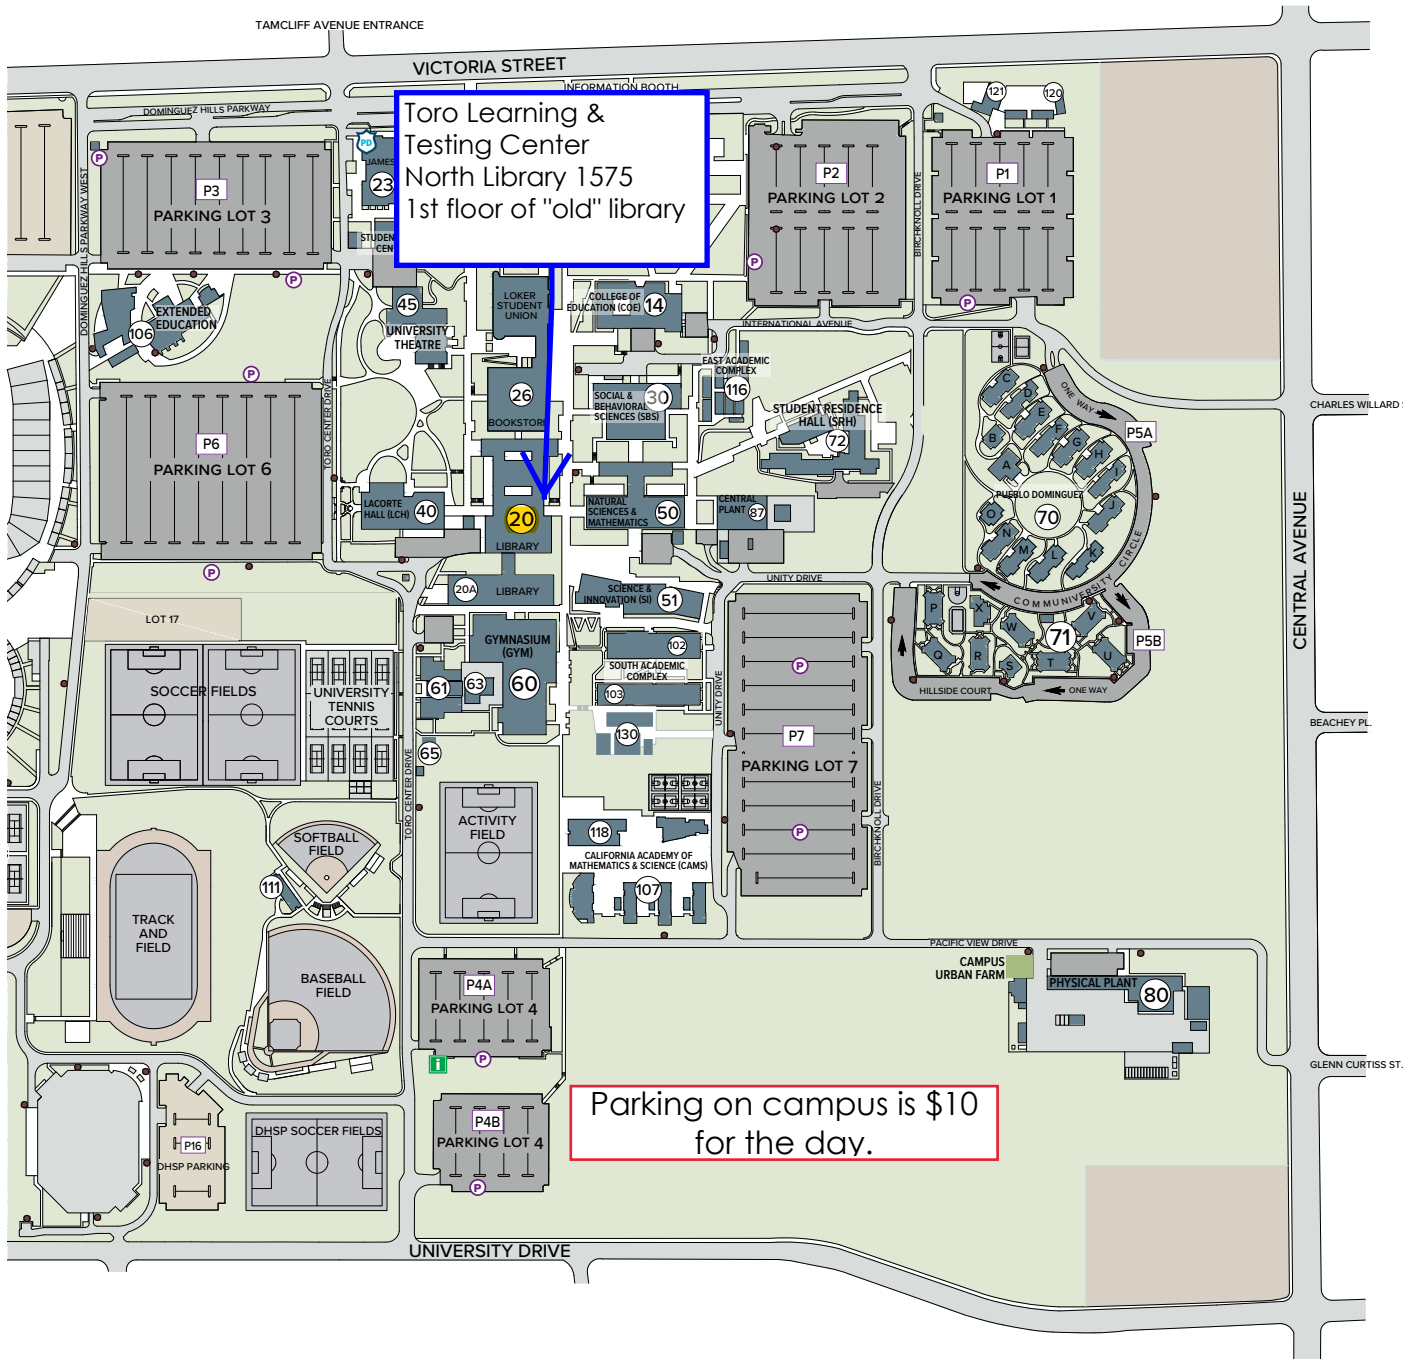 TAMCLIFF AVENUE ENTRANCE
VICTORIA STREET
INFORMATION BOOTH
DOMINGUEZ HILLS PARKWAY
121
120
Toro Learning &
Testing Center
North Library 1575
1st floor of "old" library
PD
JAMES
23
P
P3
PARKING LOT 3
P2
PARKING LOT 2
P1
PARKING LOT 1
DOMINGUEZ HILLS PARKWAY WEST
BIRCHKNOLL DRIVE
STUDENT
CEN
P
P
P
LOKER
STUDENT
UNION
45
UNIVERSITY
THEATRE
COLLEGE OF
EDUCATION (COE)
14
INTERNATIONAL AVENUE
EXTENDED
EDUCATION
106
P
EAST ACADEMIC
COMPLEX
116
26
BOOKSTORE
SOCIAL &
BEHAVIORAL
SCIENCES (SBS)
30
STUDENT RESIDENCE
HALL (SRH)
72
ONE WAY
P5A
CHARLES WILLARD S
TORO CENTER DRIVE
P6
PARKING LOT 6
C
D
E
F
G
H
I
B
A
J
PUEBLO DOMINGUEZ
70
O
N
M
L
K
LACORTE
HALL (LCH)
40
20
LIBRARY
NATURAL
SCIENCES &
MATHEMATICS
50
CENTRAL
PLANT
87
CENTRAL AVENUE
P
20A
LIBRARY
SCIENCE &
INNOVATION (SI)
51
UNITY DRIVE
COMMUNIVERSITY CIRCLE
LOT 17
P
X
W
V
71
P5B
Q
R
S
T
U
HILLSIDE COURT
ONE WAY
GYMNASIUM
(GYM)
60
61
63
102
SOUTH ACADEMIC
COMPLEX
103
130
UNITY DRIVE
P
P7
PARKING LOT 7
P
BIRCHKNOLL DRIVE
BEACHEY PL.
SOCCER FIELDS
UNIVERSITY
TENNIS
COURTS
65
TORO CENTER DRIVE
ACTIVITY
FIELD
118
CALIFORNIA ACADEMY OF
MATHEMATICS & SCIENCE (CAMS)
107
SOFTBALL
FIELD
111
TRACK
AND
FIELD
BASEBALL
FIELD
PACIFIC VIEW DRIVE
CAMPUS
URBAN FARM
PHYSICAL PLANT
80
P4A
PARKING LOT 4
i
P
GLENN CURTISS ST.
Parking on campus is $10
for the day.
P4B
PARKING LOT 4
P
P16
DHSP PARKING
DHSP SOCCER FIELDS
UNIVERSITY DRIVE